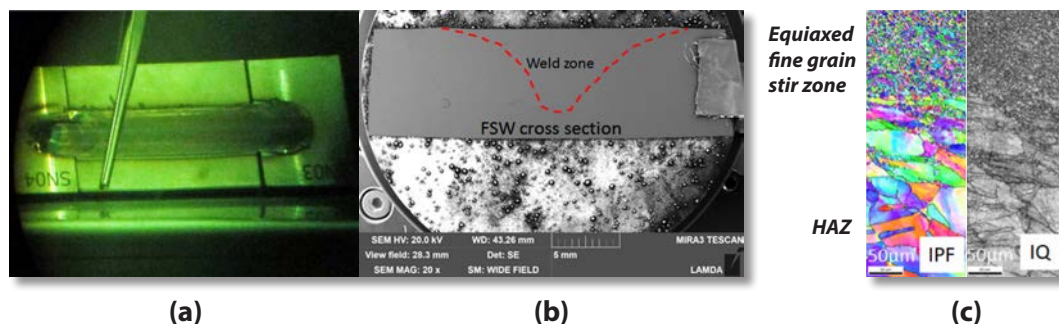 SN04
SN03
(a)
Weld zone
FSW cross section
SEM HV: 20.0 kV
WD: 43.26 mm
MIRA3 TESCAN
View field: 28.3 mm
Det: SE
5 mm
SEM MAG: 20 x
SM: WIDE FIELD
LAMDA
(b)
Equiaxed
fine grain
stir zone
HAZ
50µm
IPF
50µm
IQ
(c)